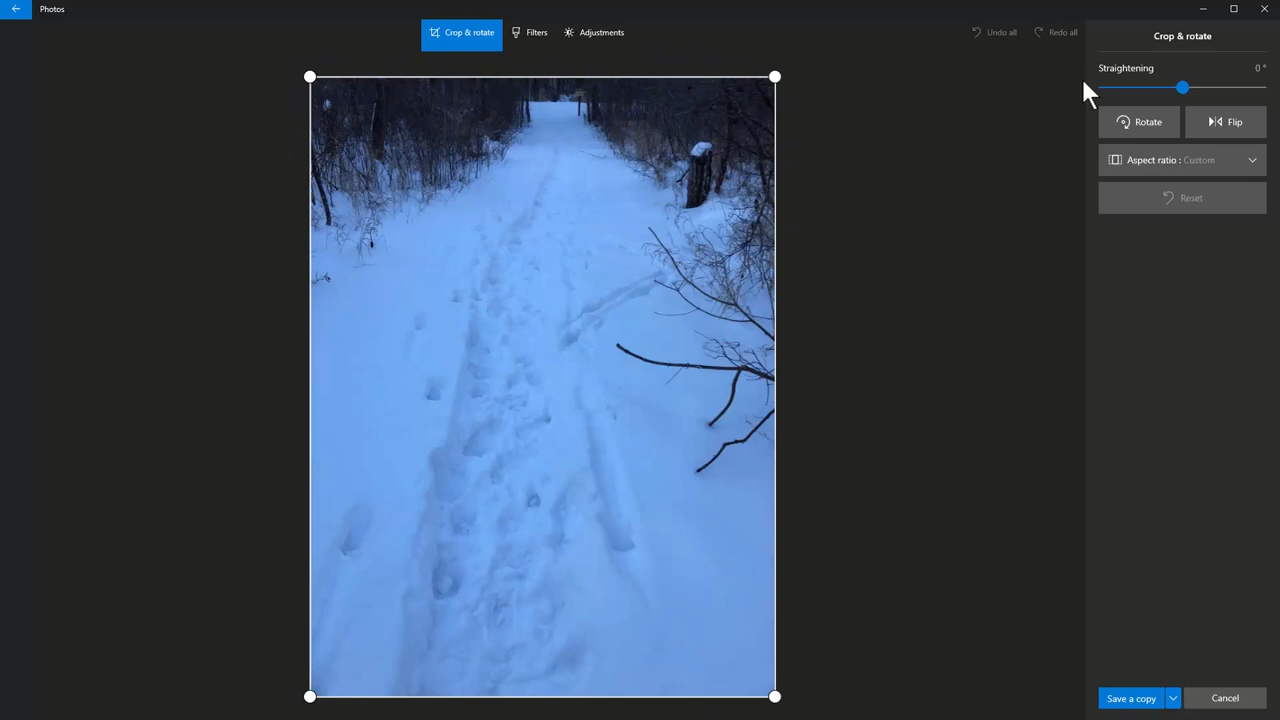 Photos
Crop & rotate
Filters
Adjustments
Undo all
Redo all
Crop & rotate
Straightening
0 °
Rotate
Flip
Aspect ratio : Custom
Reset
Save a copy
Cancel